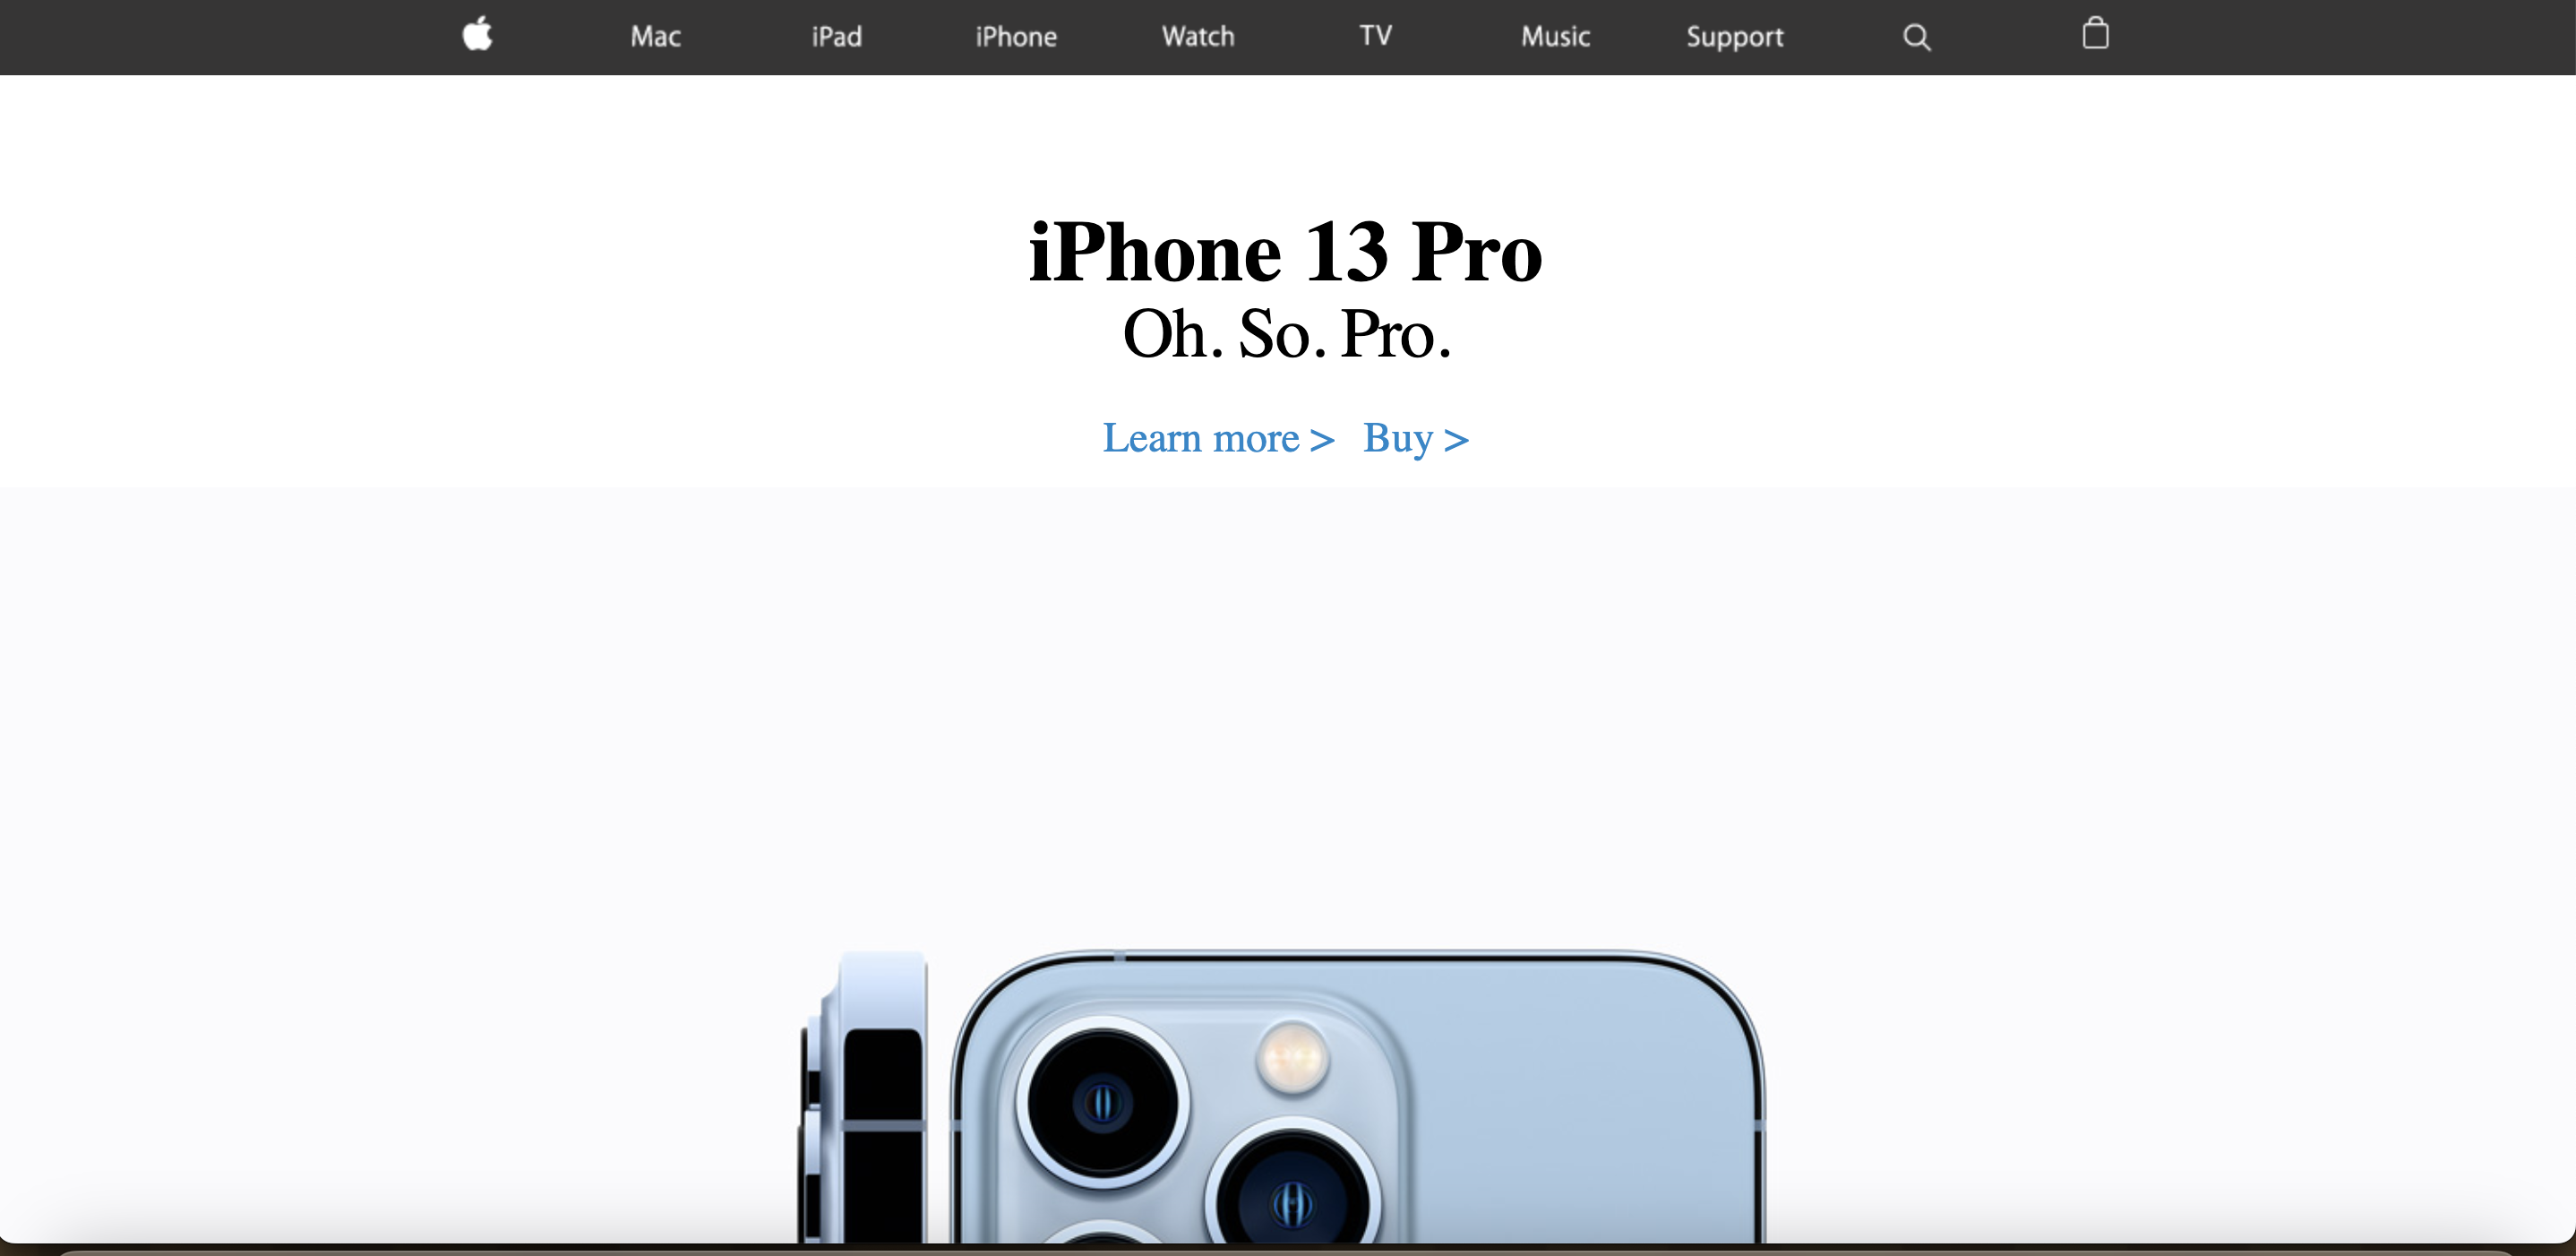 Mac iPad iPhone Watch TV Music Support
iPhone 13 Pro
Oh. So. Pro.
Learn more > Buy >